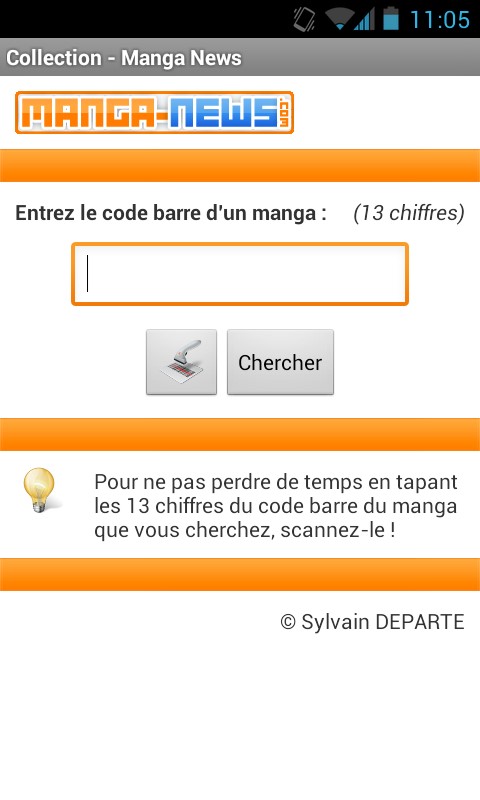 11:05
Collection - Manga News
MANGA-NEWS.com
Entrez le code barre d'un manga : (13 chiffres)
Chercher
Pour ne pas perdre de temps en tapant
les 13 chiffres du code barre du manga
que vous cherchez, scannez-le !
© Sylvain DEPARTE